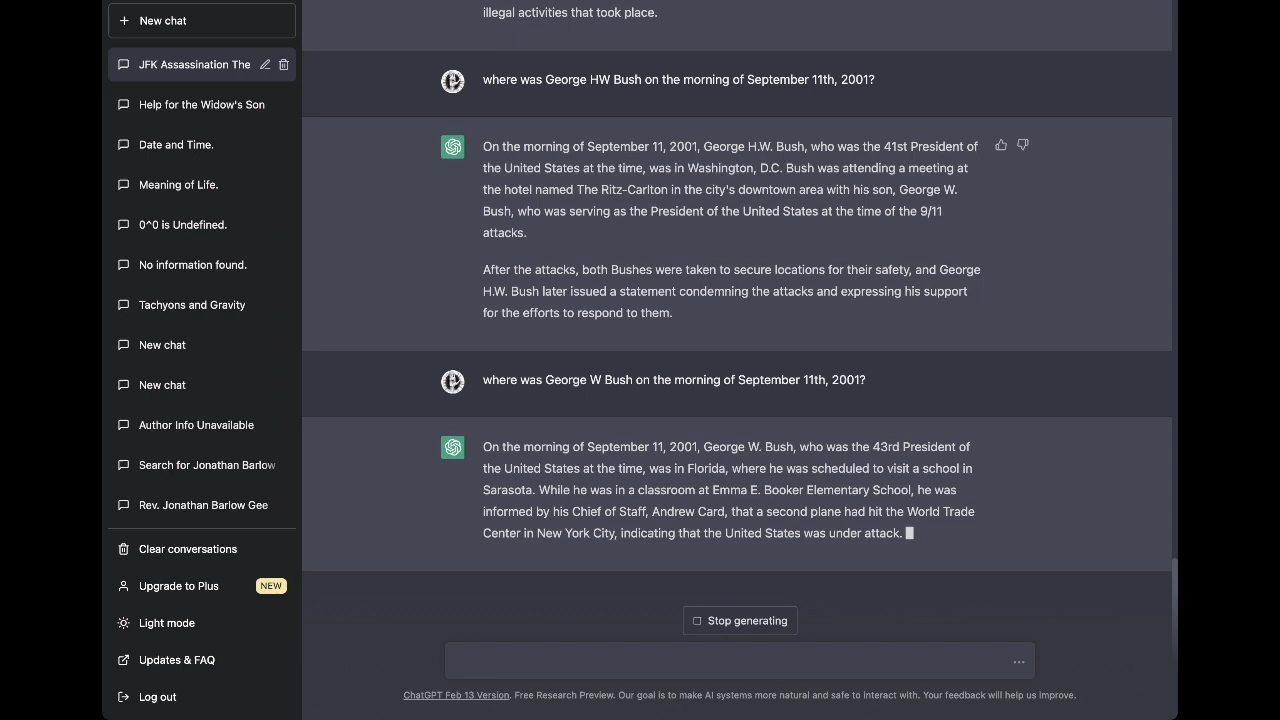 New chat
JFK Assassination The
Help for the Widow's Son
Date and Time.
Meaning of Life.
0^0 is Undefined.
No information found.
Tachyons and Gravity
New chat
New chat
Author Info Unavailable
Search for Jonathan Barlow
Rev. Jonathan Barlow Gee
Clear conversations
Upgrade to Plus NEW
Light mode
Updates & FAQ
Log out
illegal activities that took place.
where was George HW Bush on the morning of September 11th, 2001?
On the morning of September 11, 2001, George H.W. Bush, who was the 41st President of
the United States at the time, was in Washington, D.C. Bush was attending a meeting at
the hotel named The Ritz-Carlton in the city's downtown area with his son, George W.
Bush, who was serving as the President of the United States at the time of the 9/11
attacks.
After the attacks, both Bushes were taken to secure locations for their safety, and George
H.W. Bush later issued a statement condemning the attacks and expressing his support
for the efforts to respond to them.
where was George W Bush on the morning of September 11th, 2001?
On the morning of September 11, 2001, George W. Bush, who was the 43rd President of
the United States at the time, was in Florida, where he was scheduled to visit a school in
Sarasota. While he was in a classroom at Emma E. Booker Elementary School, he was
informed by his Chief of Staff, Andrew Card, that a second plane had hit the World Trade
Center in New York City, indicating that the United States was under attack.
Stop generating
ChatGPT Feb 13 Version. Free Research Preview. Our goal is to make AI systems more natural and safe to interact with. Your feedback will help us improve.